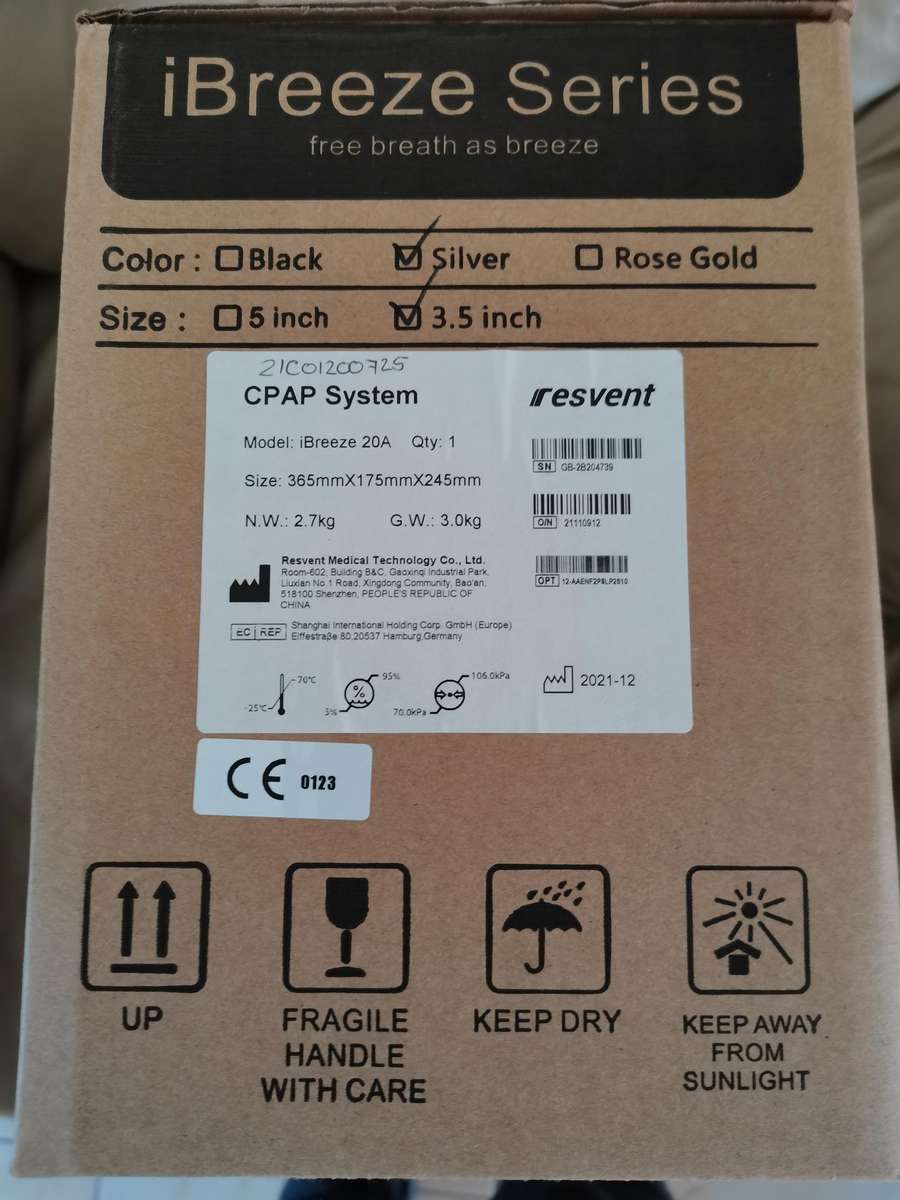 iBreeze Series
free breath as breeze
Color : Black Silver Rose Gold
Size : 5 inch 3.5 inch
21C01200725
CPAP System
resvent
Model: iBreeze 20A Qty: 1
SN GB-2B204739
Size: 365mmX175mmX245mm
N.W.: 2.7kg G.W.: 3.0kg
O/N 21110912
Resvent Medical Technology Co., Ltd.
Room-602, Building B&C, Gaoxinqi Industrial Park,
Liuxian No 1 Road, Xingdong Community, Bao'an,
518100 Shenzhen, PEOPLE'S REPUBLIC OF
CHINA
OPT
EC REP
Shanghai International Holding Corp. GmbH (Europe)
Eiffestraße 80,20537 Hamburg,Germany
-25℃ 70℃
% 5% 95%
70.0kPa 106.0kPa
2021-12
CE 0123
UP
FRAGILE
HANDLE
WITH CARE
KEEP DRY
KEEP AWAY
FROM
SUNLIGHT